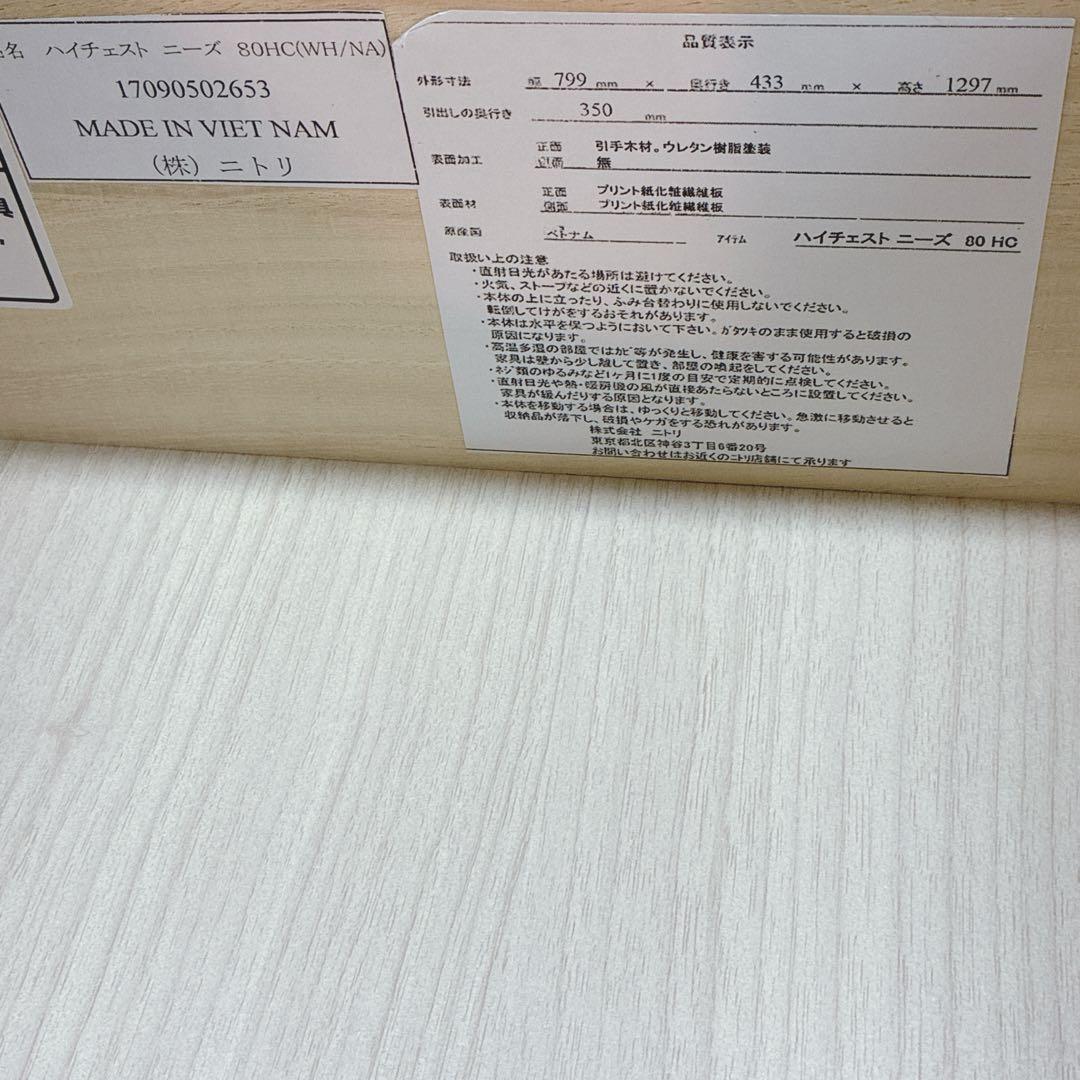 名 ハイチェスト ニーズ 80HC(WH/NA)
17090502653
MADE IN VIET NAM
(株) ニトリ
具
品質表示
外形寸法 幅 799 mm × 奥行き 433 mm × 高さ 1297 mm
引出しの奥行き 350 mm
表面加工 正面 引手木材。ウレタン樹脂塗装
側面 無
表面材 正面 プリント紙化粧繊維板
側面 プリント紙化粧繊維板
原産国 ベトナム アイテム ハイチェスト ニーズ 80 HC
取扱い上の注意
・直射日光があたる場所は避けてください。
・火気、ストーブなどの近くに置かないでください。
・本体の上に立ったり、ふみ台替わりに使用しないでください。
転倒してけがをするおそれがあります。
・本体は水平を保つようにおいて下さい。ガタツキのまま使用すると破損の
原因になります。
・高温多湿の部屋ではカビ等が発生し、健康を害する可能性があります。
家具は壁から少し離して置き、部屋の喚起をしてください。
・ネジ類のゆるみなど1ヶ月に1度の目安で定期的に点検してください。
・直射日光や熱・暖房後の風が直接あたらないところに設置してください。
家具が緩んだりする原因となります。
・本体を移動する場合は、ゆっくりと移動してください。急激に移動させると
収納品が落下し、破損やケガをする恐れがあります。
株式会社 ニトリ
東京都北区神谷3丁目6番20号
お問い合わせはお近くのニトリ店舗にて承ります